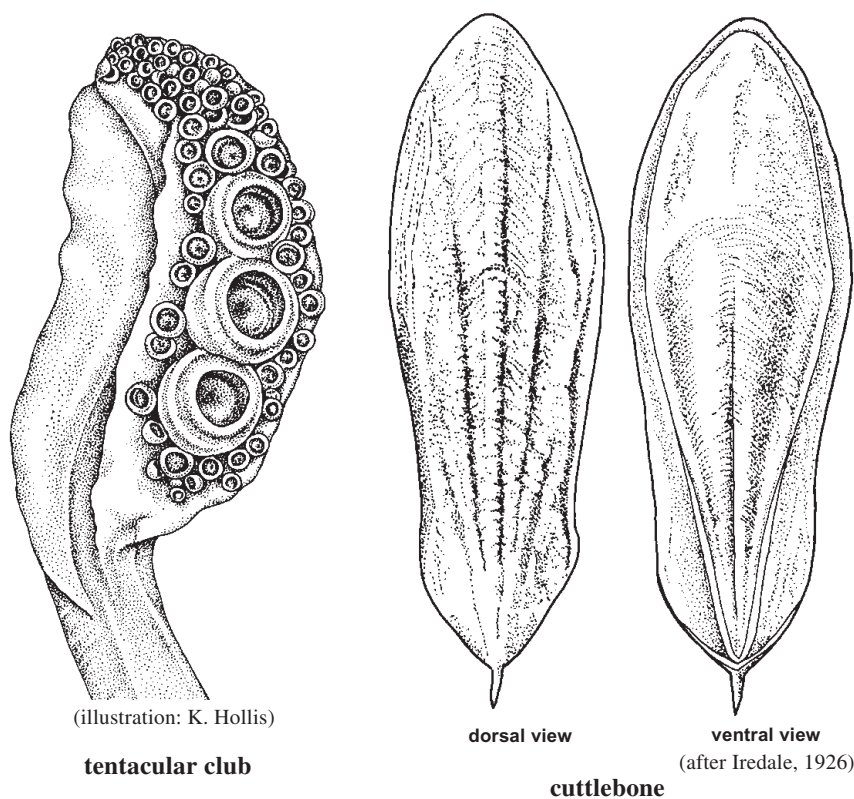 (illustration: K. Hollis)
tentacular club
dorsal view
ventral view
(after Iredale, 1926)
cuttlebone